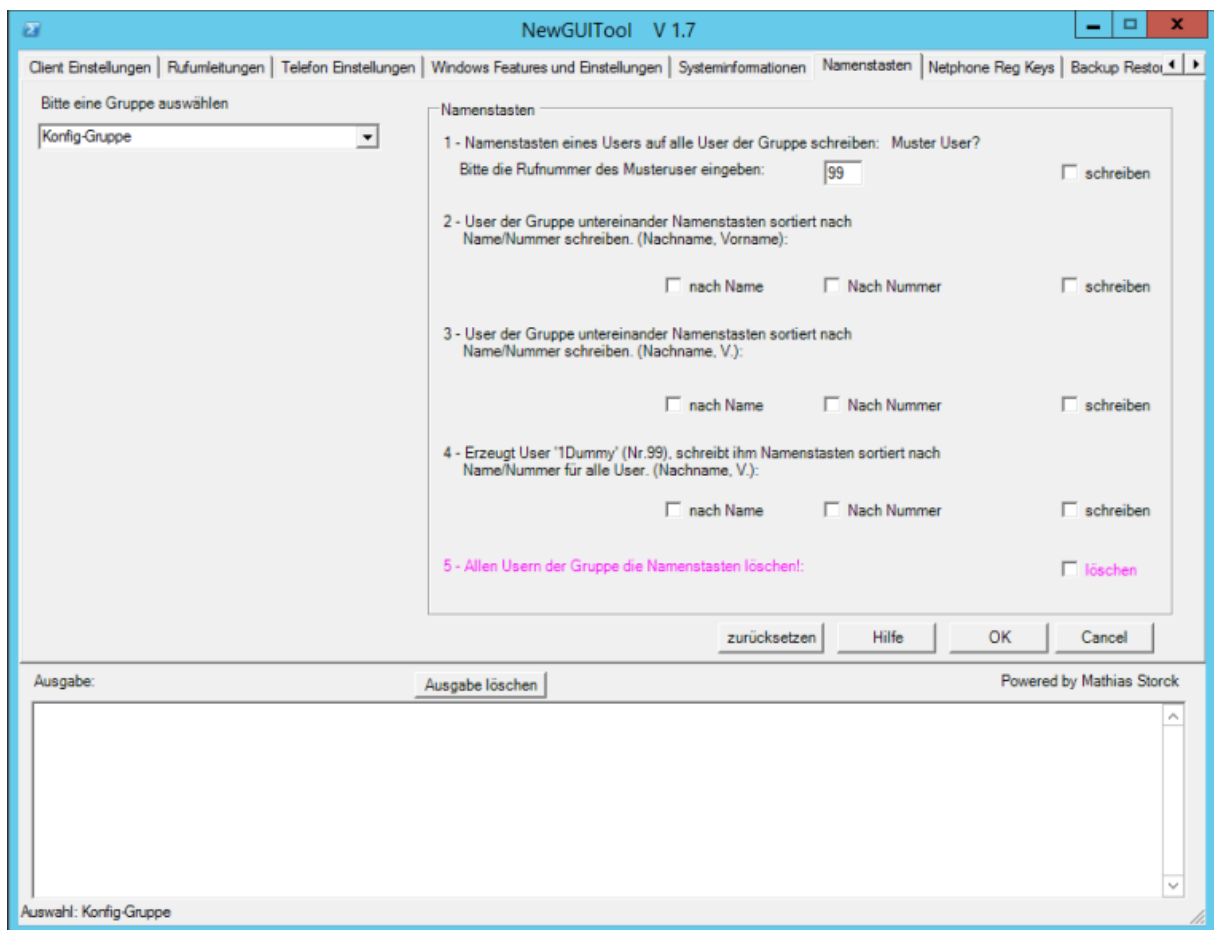 NewGUITool V 1.7
Client Einstellungen
Rufumleitungen
Telefon Einstellungen
Windows Features und Einstellungen
Systeminformationen
Namenstasten
Netphone Reg Keys
Backup
Bitte eine Gruppe auswählen
Konfig-Gruppe
Namenstasten
1 - Namenstasten eines Users auf alle User der Gruppe schreiben: Muster User?
Bitte die Rufnummer des Musteruser eingeben: 99 schreiben
2 - User der Gruppe untereinander Namenstasten sortiert nach
Name/Nummer schreiben. (Nachname, Vorname):
nach Name Nach Nummer schreiben
3 - User der Gruppe untereinander Namenstasten sortiert nach
Name/Nummer schreiben. (Nachname, V.):
nach Name Nach Nummer schreiben
4 - Erzeugt User '1Dummy' (Nr.99), schreibt ihm Namenstasten sortiert nach
Name/Nummer für alle User. (Nachname, V.):
nach Name Nach Nummer schreiben
5 - Allen Usern der Gruppe die Namenstasten löschen!: löschen
zurücksetzen Hilfe OK Cancel
Ausgabe: Ausgabe löschen Powered by Mathias Storck
Auswahl: Konfig-Gruppe